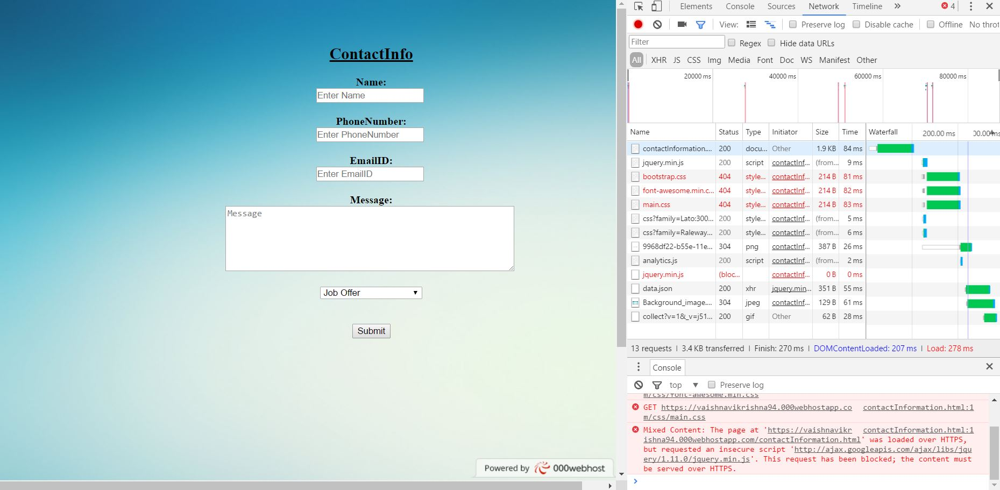 ContactInfo
Name:
Enter Name
PhoneNumber:
Enter PhoneNumber
EmailID:
Enter EmailID
Message:
Message
Job Offer
Submit
Powered by 000webhost
Elements Console Sources Network Timeline » 4
View: Preserve log Disable cache Offline No throt
Filter Regex Hide data URLs
All XHR JS CSS Img Media Font Doc WS Manifest Other
20000 ms 40000 ms 60000 ms 80000 ms
Name Status Type Initiator Size Time Waterfall 200.00 ms 00.00 ms
contactInformation.... 200 docu... Other 1.9 KB 84 ms
jquery.min.js 200 script contactInf... (from... 9 ms
bootstrap.css 404 style... contactInf... 214 B 81 ms
font-awesome.min.c... 404 style... contactInf... 214 B 82 ms
main.css 404 style... contactInf... 214 B 83 ms
css?family=Lato:300... 200 style... contactInf... (from... 5 ms
css?family=Raleway... 200 style... contactInf... (from... 6 ms
9968df22-b55e-11e... 304 png contactInf... 387 B 26 ms
analytics.js 200 script contactInf... (from... 2 ms
jquery.min.js (bloc... contactInf... 0 B 0 ms
data.json 200 xhr jquery.min... 351 B 55 ms
Background_image.... 304 jpeg contactInf... 129 B 61 ms
collect?v=1&_v=j51... 200 gif Other 62 B 28 ms
13 requests | 3.4 KB transferred | Finish: 270 ms | DOMContentLoaded: 207 ms | Load: 278 ms
Console
top ▼ Preserve log
m/css/font-awesome.min.css
GET https://vaishnavikrishna94.000webhostapp.co contactInformation.html:1
m/css/main.css
Mixed Content: The page at 'https://vaishnavikr contactInformation.html:1
ishna94.000webhostapp.com/contactInformation.html' was loaded over HTTPS,
but requested an insecure script 'http://ajax.googleapis.com/ajax/libs/jqu
ery/1.11.0/jquery.min.js'. This request has been blocked; the content must
be served over HTTPS.